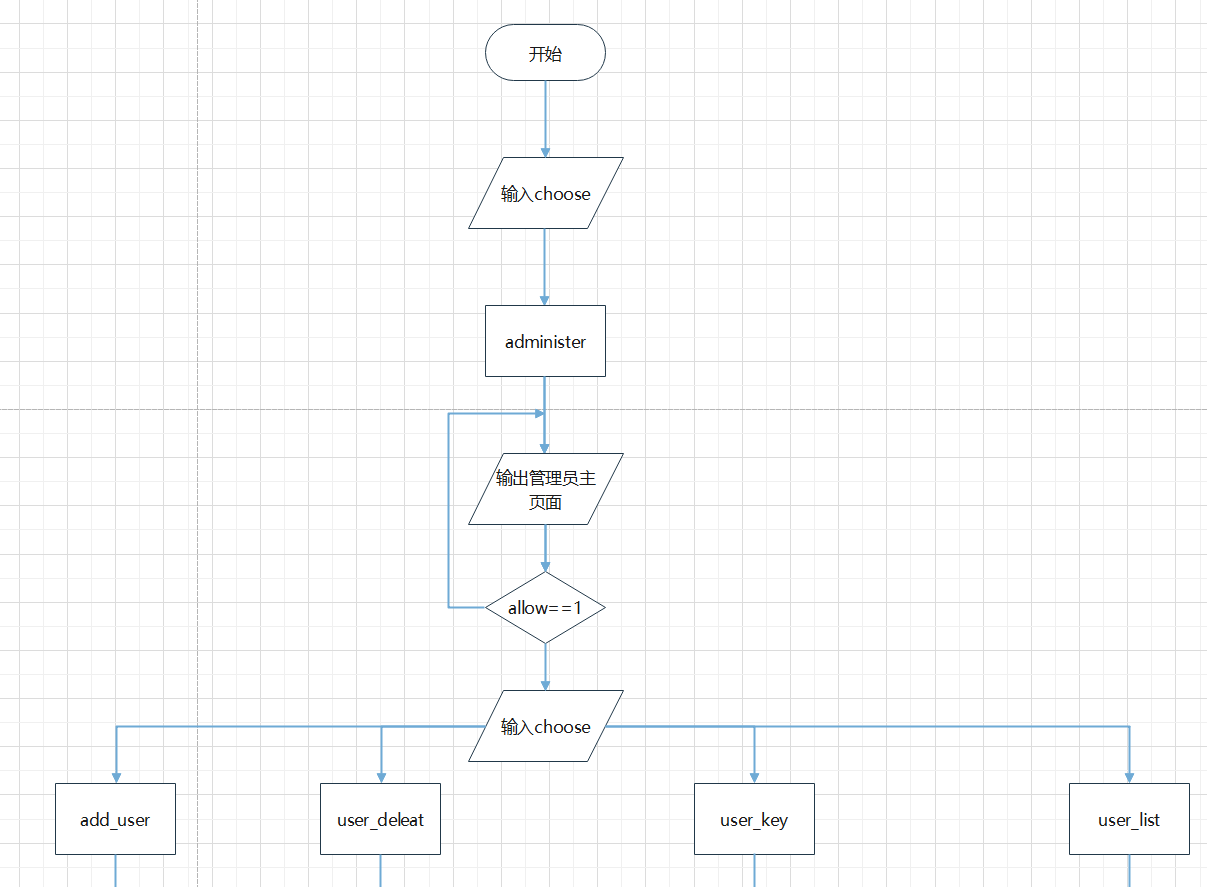 开始
输入choose
administer
输出管理员主
页面
allow==1
输入choose
add_user
user_deleat
user_key
user_list